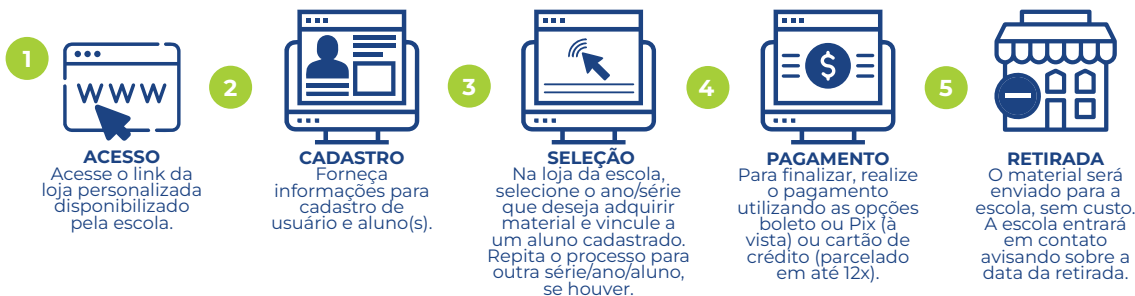 1
WWW
ACESSO
Acesse o link da
loja personalizada
disponibilizado
pela escola.
2
CADASTRO
Forneça
informações para
cadastro de
usuário e aluno(s).
3
SELEÇÃO
Na loja da escola,
selecione o ano/série
que deseja adquirir
material e vincule a
um aluno cadastrado.
Repita o processo para
outra série/ano/aluno,
se houver.
4
$
PAGAMENTO
Para finalizar, realize
o pagamento
utilizando as opções
boleto ou Pix (à
vista) ou cartão de
crédito (parcelado
em até 12x).
5
RETIRADA
O material será
enviado para a
escola, sem custo.
A escola entrará
em contato
avisando sobre a
data da retirada.